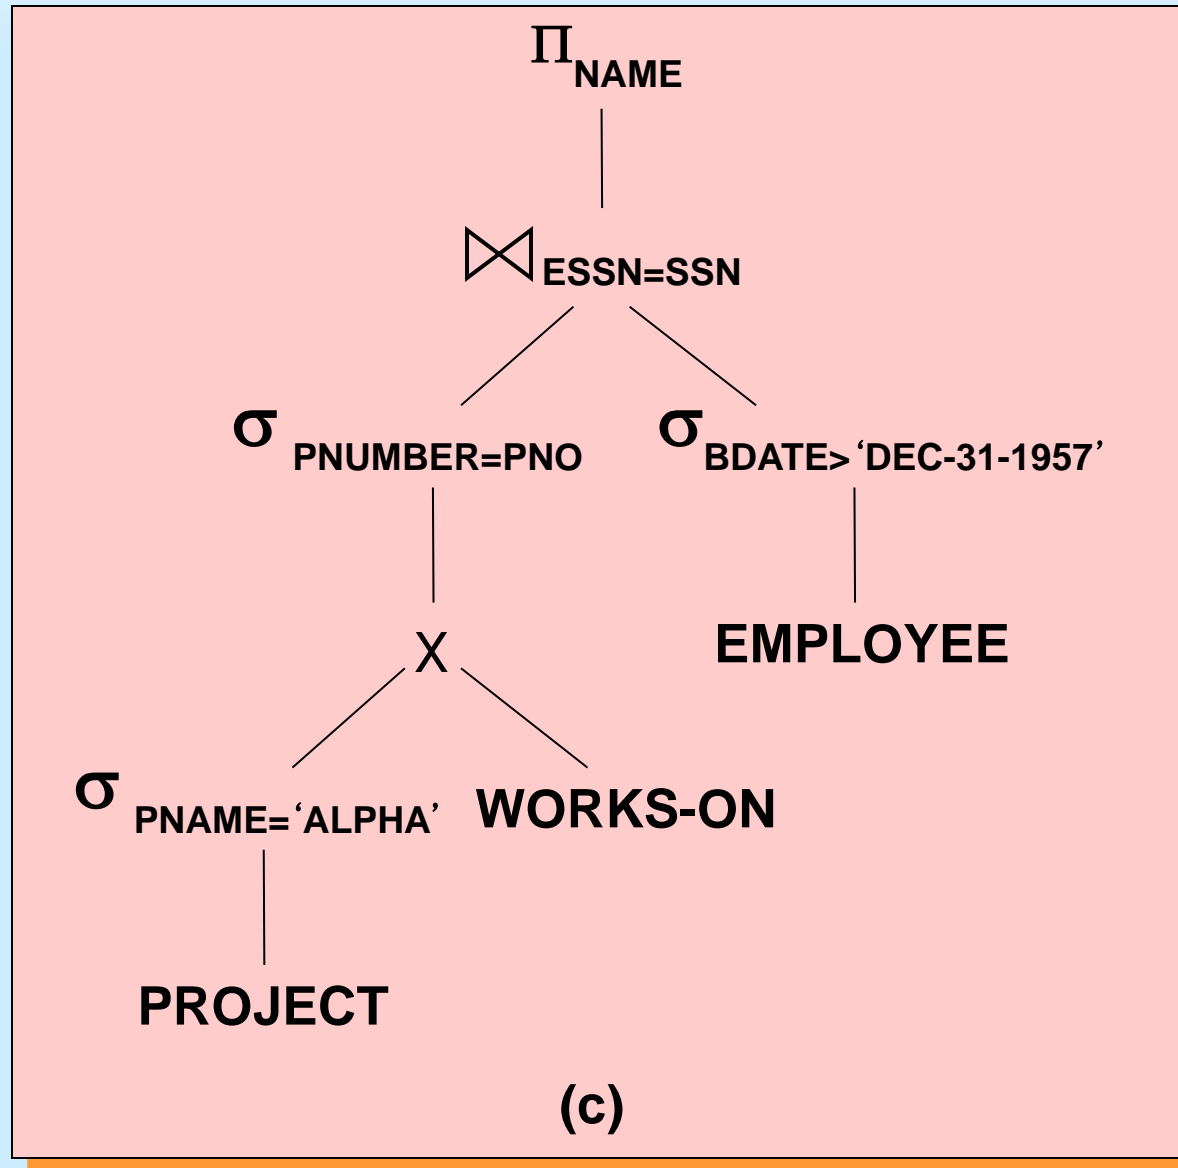 Π NAME
⋈ ESSN=SSN
σ PNUMBER=PNO
σ BDATE> ‘DEC-31-1957’
X
EMPLOYEE
σ PNAME= ‘ALPHA’
WORKS-ON
PROJECT
(c)